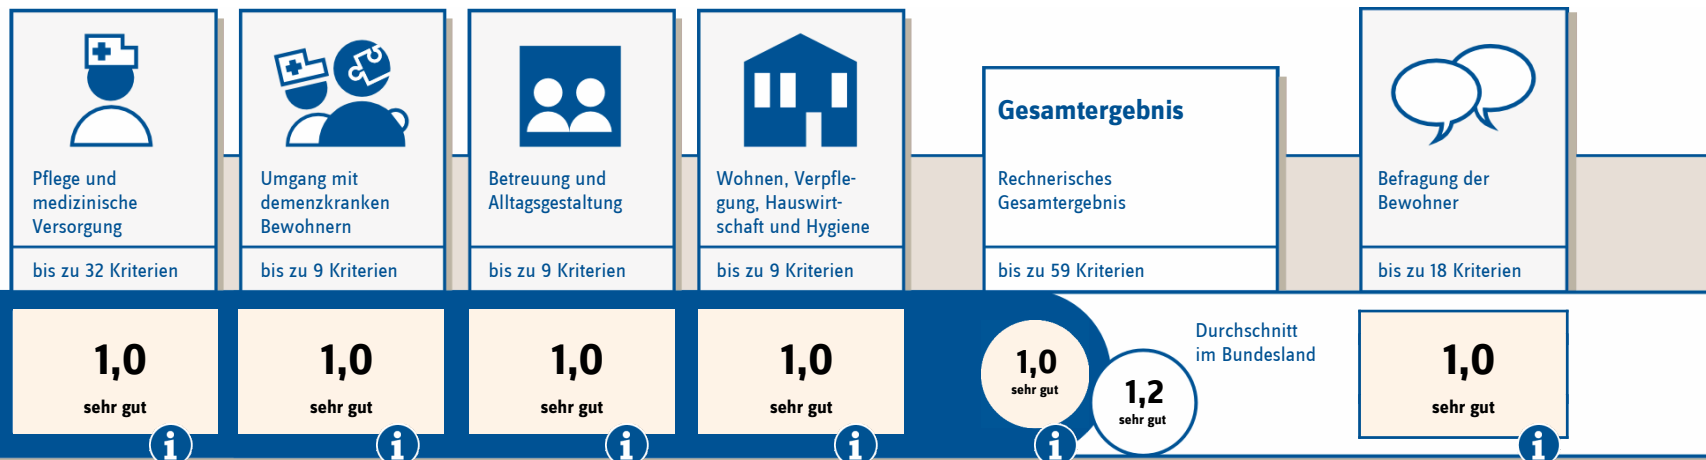 Pflege und
medizinische
Versorgung
bis zu 32 Kriterien
1,0
sehr gut
i
Umgang mit
demenzkranken
Bewohnern
bis zu 9 Kriterien
1,0
sehr gut
i
Betreuung und
Alltagsgestaltung
bis zu 9 Kriterien
1,0
sehr gut
i
Wohnen, Verpfle-
gung, Hauswirt-
schaft und Hygiene
bis zu 9 Kriterien
1,0
sehr gut
i
Gesamtergebnis
Rechnerisches
Gesamtergebnis
bis zu 59 Kriterien
1,0
sehr gut
i
Durchschnitt
im Bundesland
1,2
sehr gut
Befragung der
Bewohner
bis zu 18 Kriterien
1,0
sehr gut
i